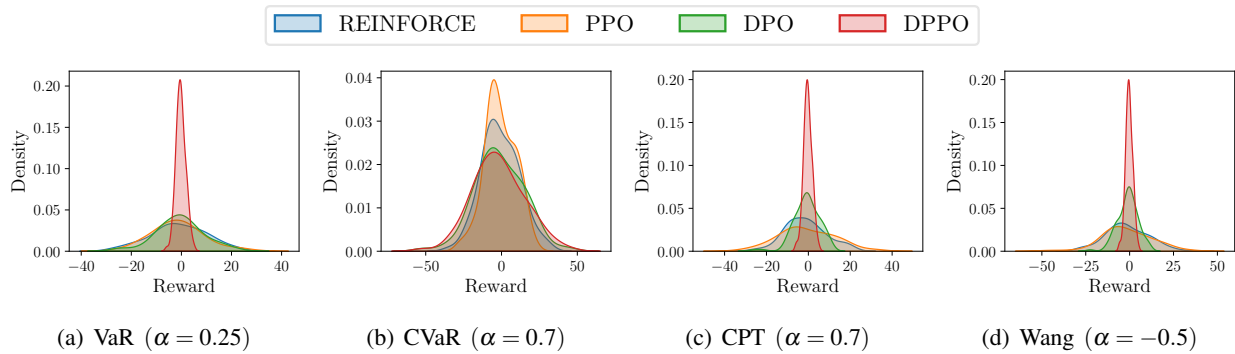 REINFORCE PPO DPO DPPO
0.20
0.15
0.10
0.05
0.00
Density
−40 −20 0 20 40
Reward
(a) VaR (α = 0.25)
0.04
0.03
0.02
0.01
0.00
Density
−50 0 50
Reward
(b) CVaR (α = 0.7)
0.20
0.15
0.10
0.05
0.00
Density
−40 −20 0 20 40
Reward
(c) CPT (α = 0.7)
0.20
0.15
0.10
0.05
0.00
Density
−50 −25 0 25 50
Reward
(d) Wang (α = −0.5)